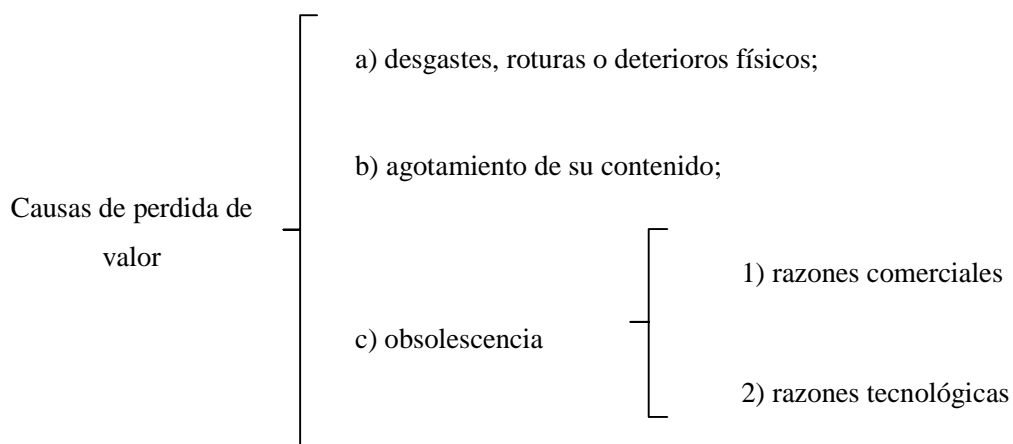 a) desgastes, roturas o deterioros físicos;
b) agotamiento de su contenido;
Causas de perdida de
valor
c) obsolescencia
1) razones comerciales
2) razones tecnológicas